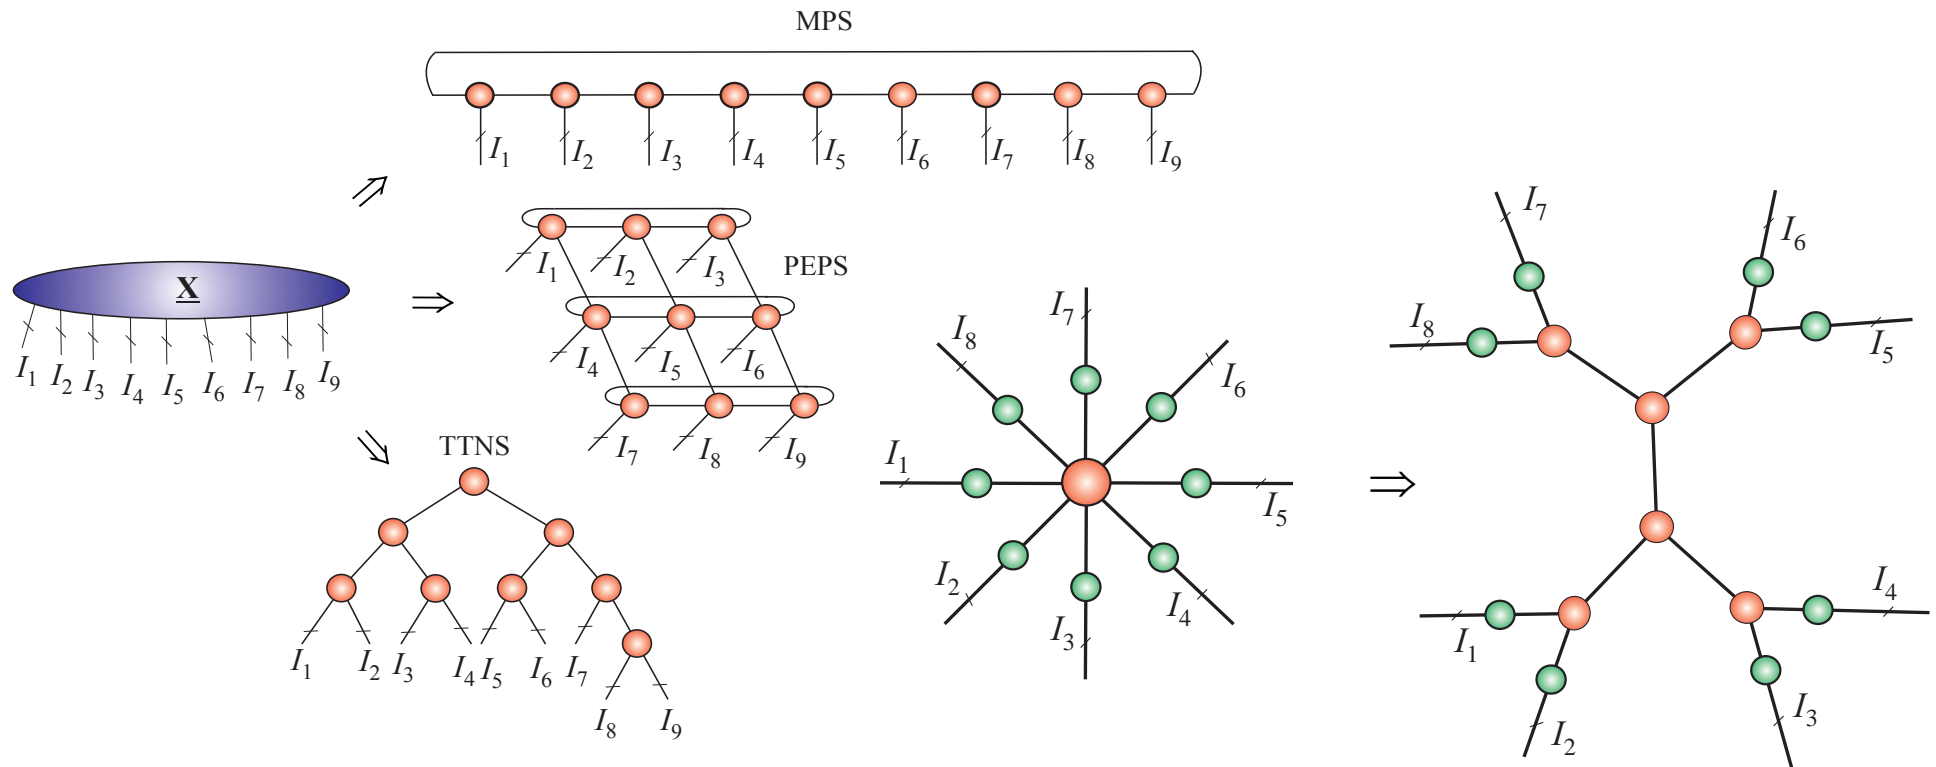 MPS
I1 I2 I3 I4 I5 I6 I7 I8 I9
X
I1 I2 I3 I4 I5 I6 I7 I8 I9
PEPS
I1 I2 I3
I4 I5 I6
I7 I8 I9
TTNS
I1 I2 I3 I4 I5 I6 I7
I8 I9
I7
I8 I6
I1 I5
I2 I4
I3
I7 I6
I8 I5
I1 I4
I2 I3